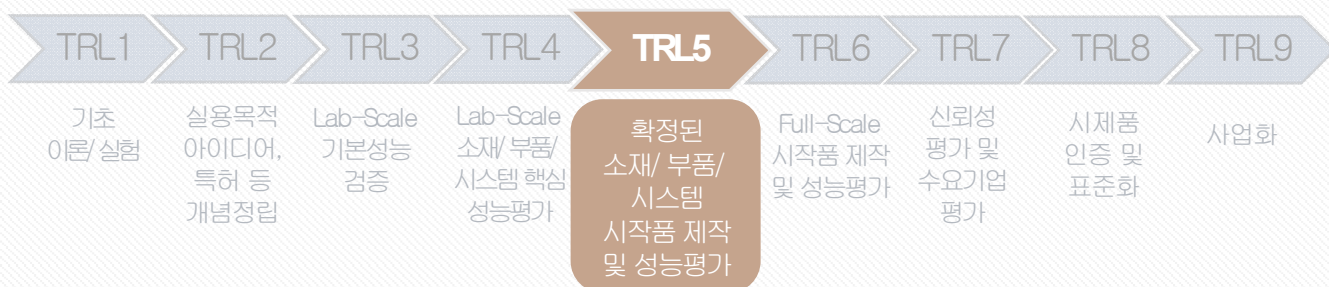 TRL1
TRL2
TRL3
TRL4
TRL5
TRL6
TRL7
TRL8
TRL9
기초
이론/실험
실용목적
아이디어,
특허 등
개념정립
Lab-Scale
기본성능
검증
Lab-Scale
소재/부품/
시스템 핵심
성능평가
확정된
소재/부품/
시스템
시작품 제작
및 성능평가
Full-Scale
시작품 제작
및 성능평가
신뢰성
평가 및
수요기업
평가
시제품
인증 및
표준화
사업화